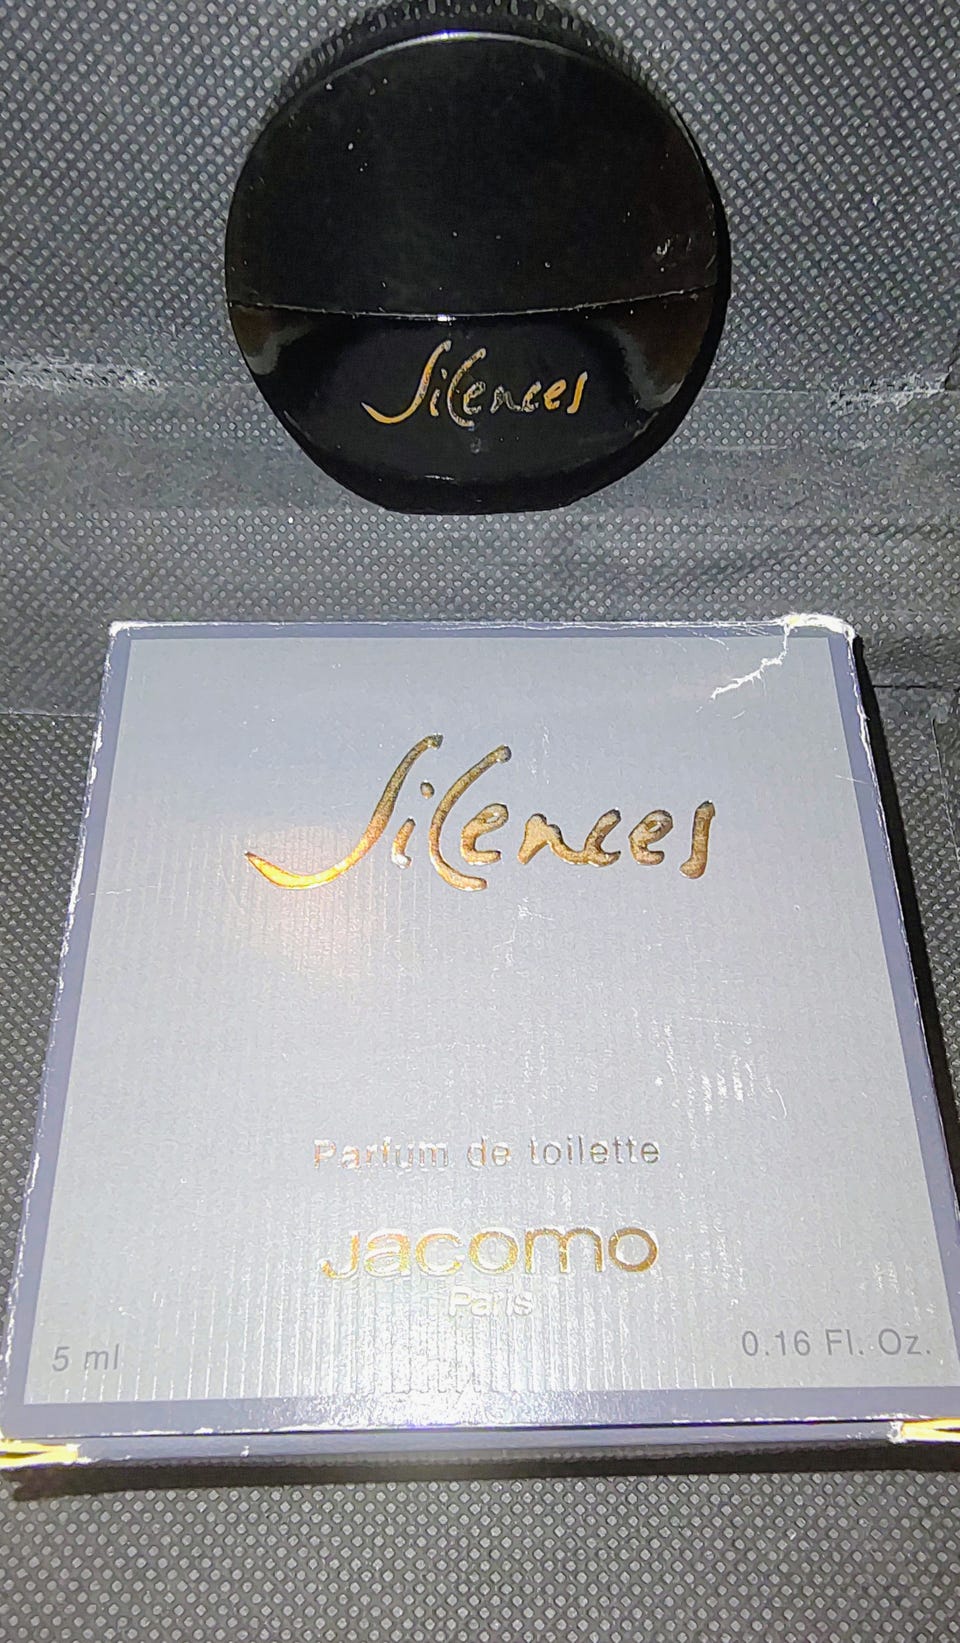 Silences
Silences
Parfum de toilette
Jacomo
Paris
5 ml
0.16 Fl. Oz.